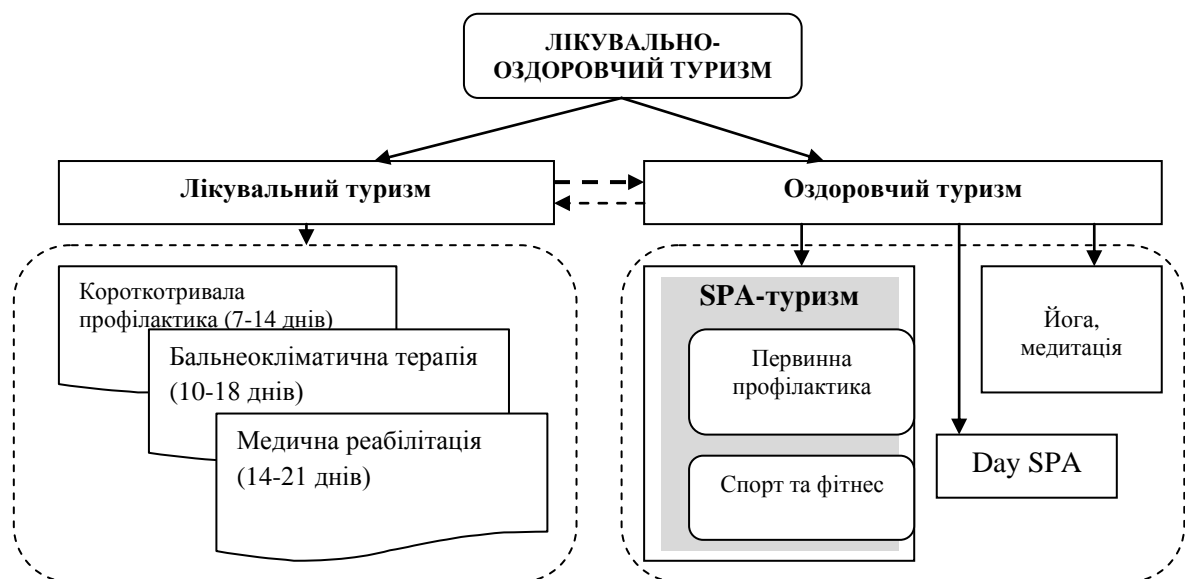 ЛІКУВАЛЬНО-
ОЗДОРОВЧИЙ ТУРИЗМ
Лікувальний туризм
Оздоровчий туризм
Короткотривала
профілактика (7-14 днів)
Бальнеокліматична терапія
(10-18 днів)
Медична реабілітація
(14-21 днів)
SPA-туризм
Первинна
профілактика
Спорт та фітнес
Day SPA
Йога,
медитація